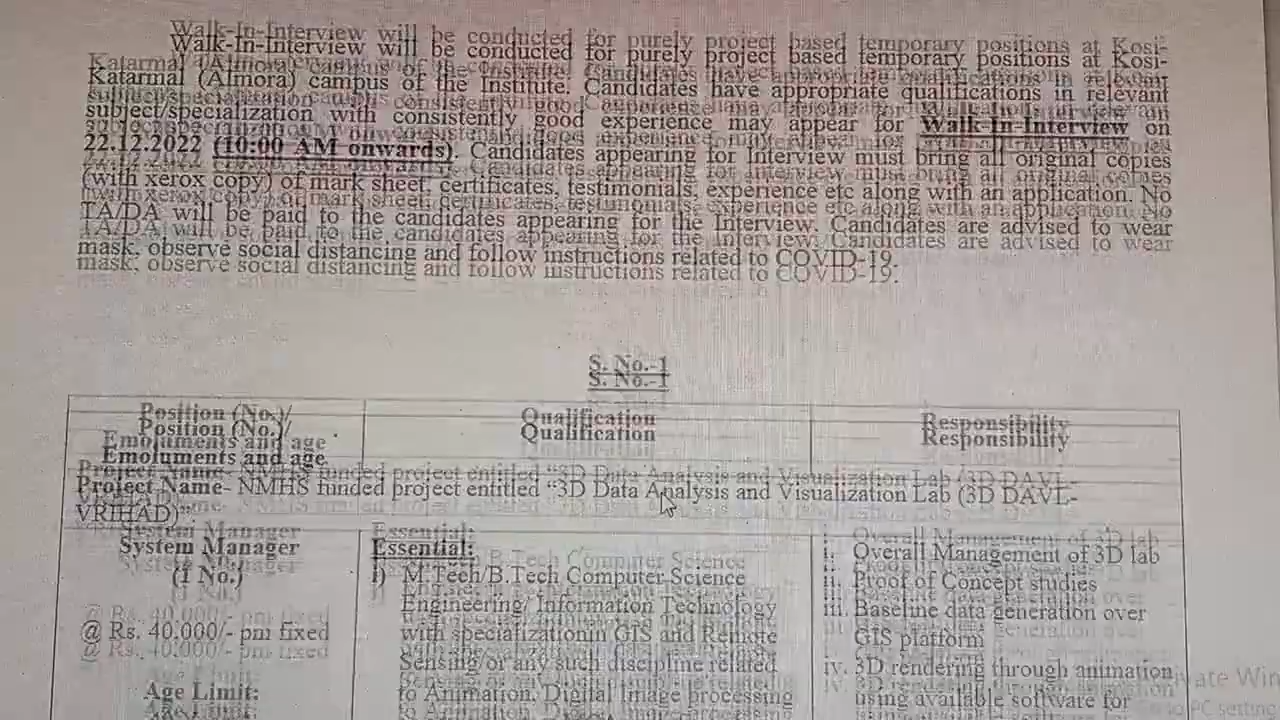 Walk-In-Interview will be conducted for purely project based temporary positions at Kosi-
Katarmal (Almora) campus of the Institute. Candidates have appropriate qualifications in relevant
subject/specialization with consistently good experience may appear for Walk-In-Interview on
22.12.2022 (10:00 AM onwards). Candidates appearing for Interview must bring all original copies
(with xerox copy) of mark sheet, certificates, testimonials, experience etc along with an application. No
TA/DA will be paid to the candidates appearing for the Interview. Candidates are advised to wear
mask, observe social distancing and follow instructions related to COVID-19.
S. No.-1
Position (No.)/
Emoluments and age
Qualification
Responsibility
Project Name- NMHS funded project entitled “3D Data Analysis and Visualization Lab (3D DAVL-
VRIHAD)”
System Manager
(1 No.)
@ Rs. 40,000/- pm fixed
Age Limit:
Essential:
i) M.Tech/B.Tech Computer Science
Engineering/ Information Technology
with specializationin GIS and Remote
Sensing/or any such discipline related
to Animation, Digital Image processing
i. Overall Management of 3D lab
ii. Proof of Concept studies
iii. Baseline data generation over
GIS platform
iv. 3D rendering through animation
using available software for
vate Win
to PC setting